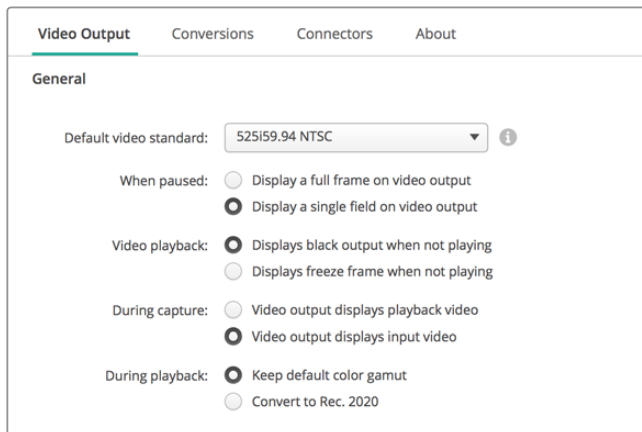 Video Output Conversions Connectors About
General
Default video standard: 525i59.94 NTSC
When paused: Display a full frame on video output
Display a single field on video output
Video playback: Displays black output when not playing
Displays freeze frame when not playing
During capture: Video output displays playback video
Video output displays input video
During playback: Keep default color gamut
Convert to Rec. 2020